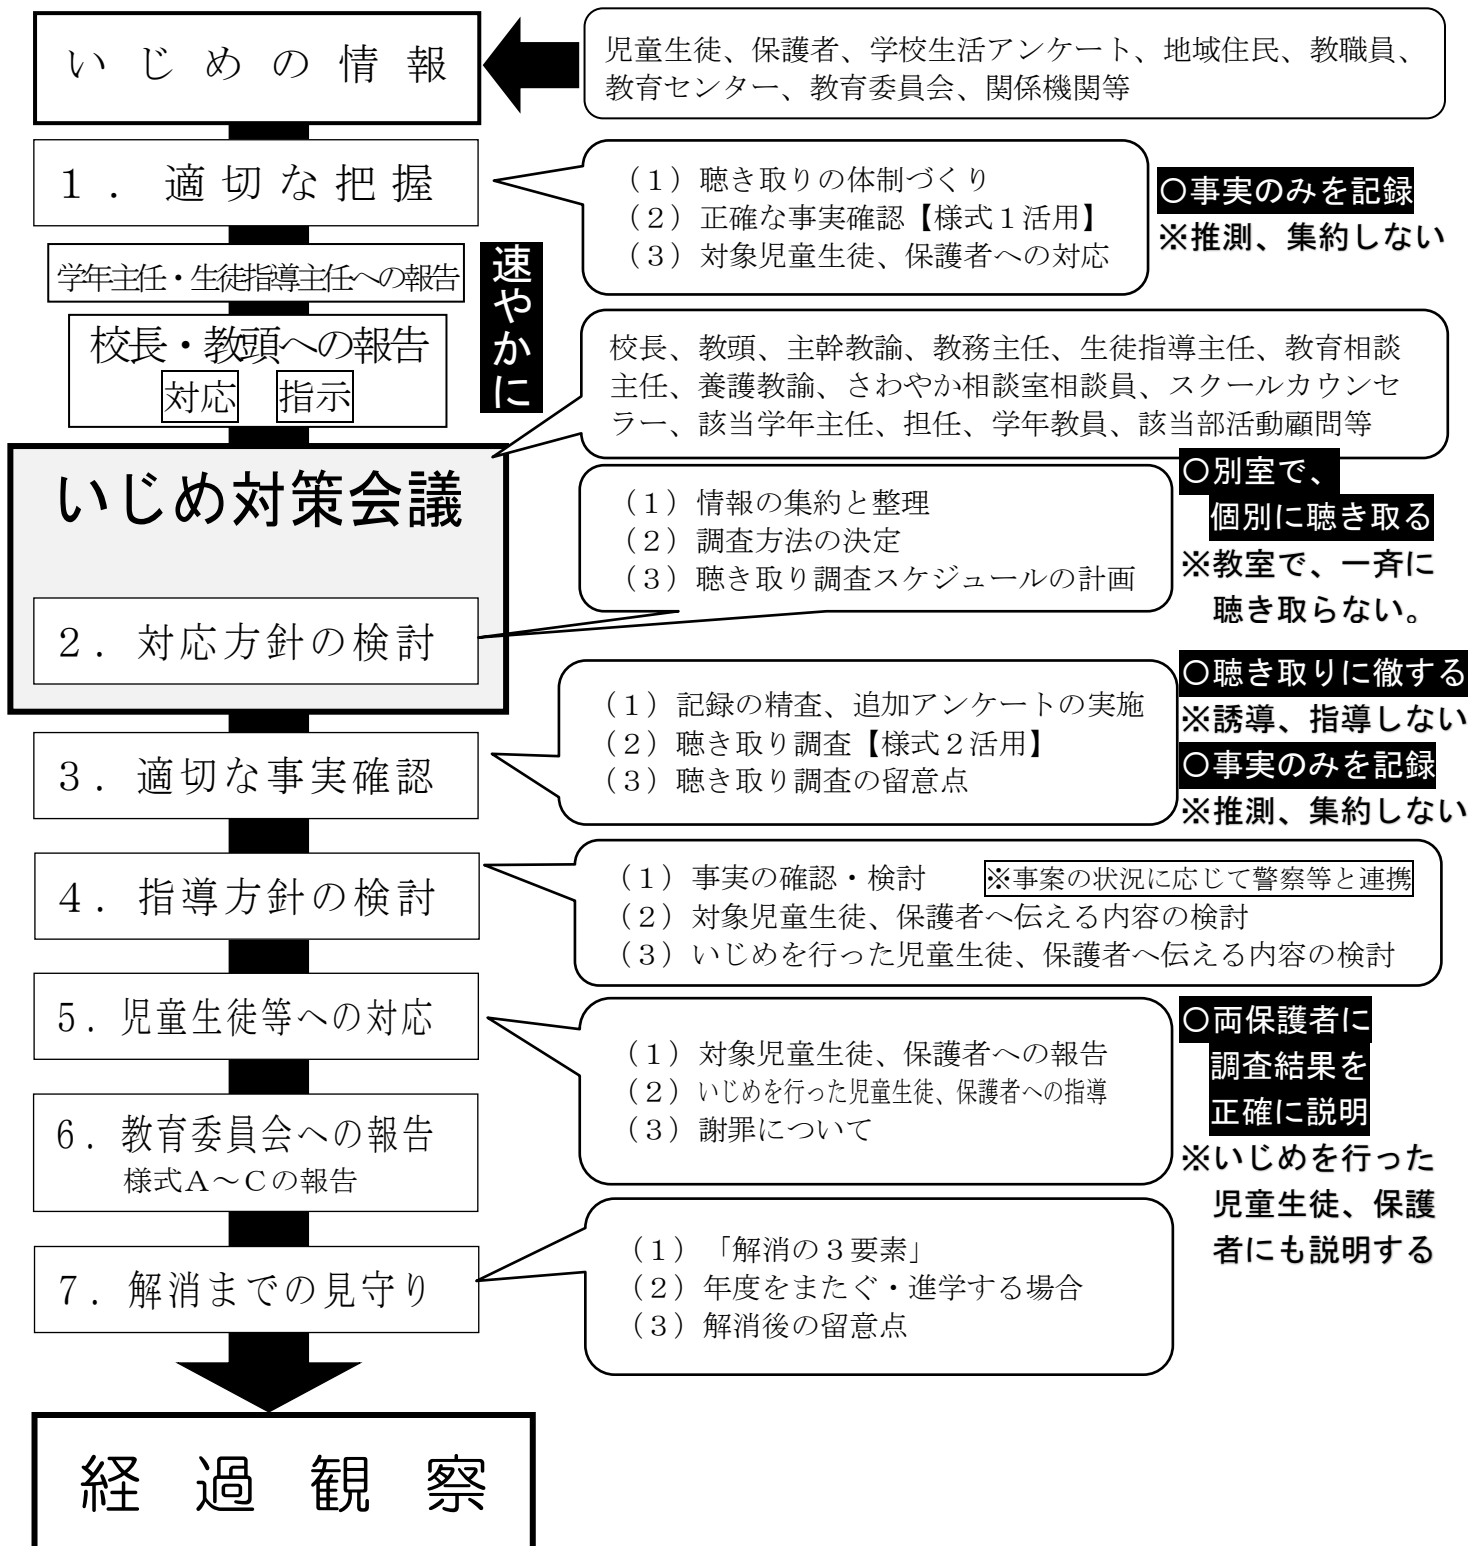 いじめの情報
児童生徒、保護者、学校生活アンケート、地域住民、教職員、
教育センター、教育委員会、関係機関等
１．適切な把握
（１）聴き取りの体制づくり
（２）正確な事実確認【様式１活用】
（３）対象児童生徒、保護者への対応
〇事実のみを記録
※推測、集約しない
学年主任・生徒指導主任への報告
校長・教頭への報告
対応 指示
速やかに
校長、教頭、主幹教諭、教務主任、生徒指導主任、教育相談
主任、養護教諭、さわやか相談室相談員、スクールカウンセ
ラー、該当学年主任、担任、学年教員、該当部活動顧問等
いじめ対策会議
２．対応方針の検討
（１）情報の集約と整理
（２）調査方法の決定
（３）聴き取り調査スケジュールの計画
〇別室で、
個別に聴き取る
※教室で、一斉に
聴き取らない。
３．適切な事実確認
（１）記録の精査、追加アンケートの実施
（２）聴き取り調査【様式２活用】
（３）聴き取り調査の留意点
〇聴き取りに徹する
※誘導、指導しない
〇事実のみを記録
※推測、集約しない
４．指導方針の検討
（１）事実の確認・検討 ※事案の状況に応じて警察等と連携
（２）対象児童生徒、保護者へ伝える内容の検討
（３）いじめを行った児童生徒、保護者へ伝える内容の検討
５．児童生徒等への対応
（１）対象児童生徒、保護者への報告
（２）いじめを行った児童生徒、保護者への指導
（３）謝罪について
〇両保護者に
調査結果を
正確に説明
※いじめを行った
児童生徒、保護
者にも説明する
６．教育委員会への報告
様式Ａ～Ｃの報告
７．解消までの見守り
（１）「解消の３要素」
（２）年度をまたぐ・進学する場合
（３）解消後の留意点
経過観察